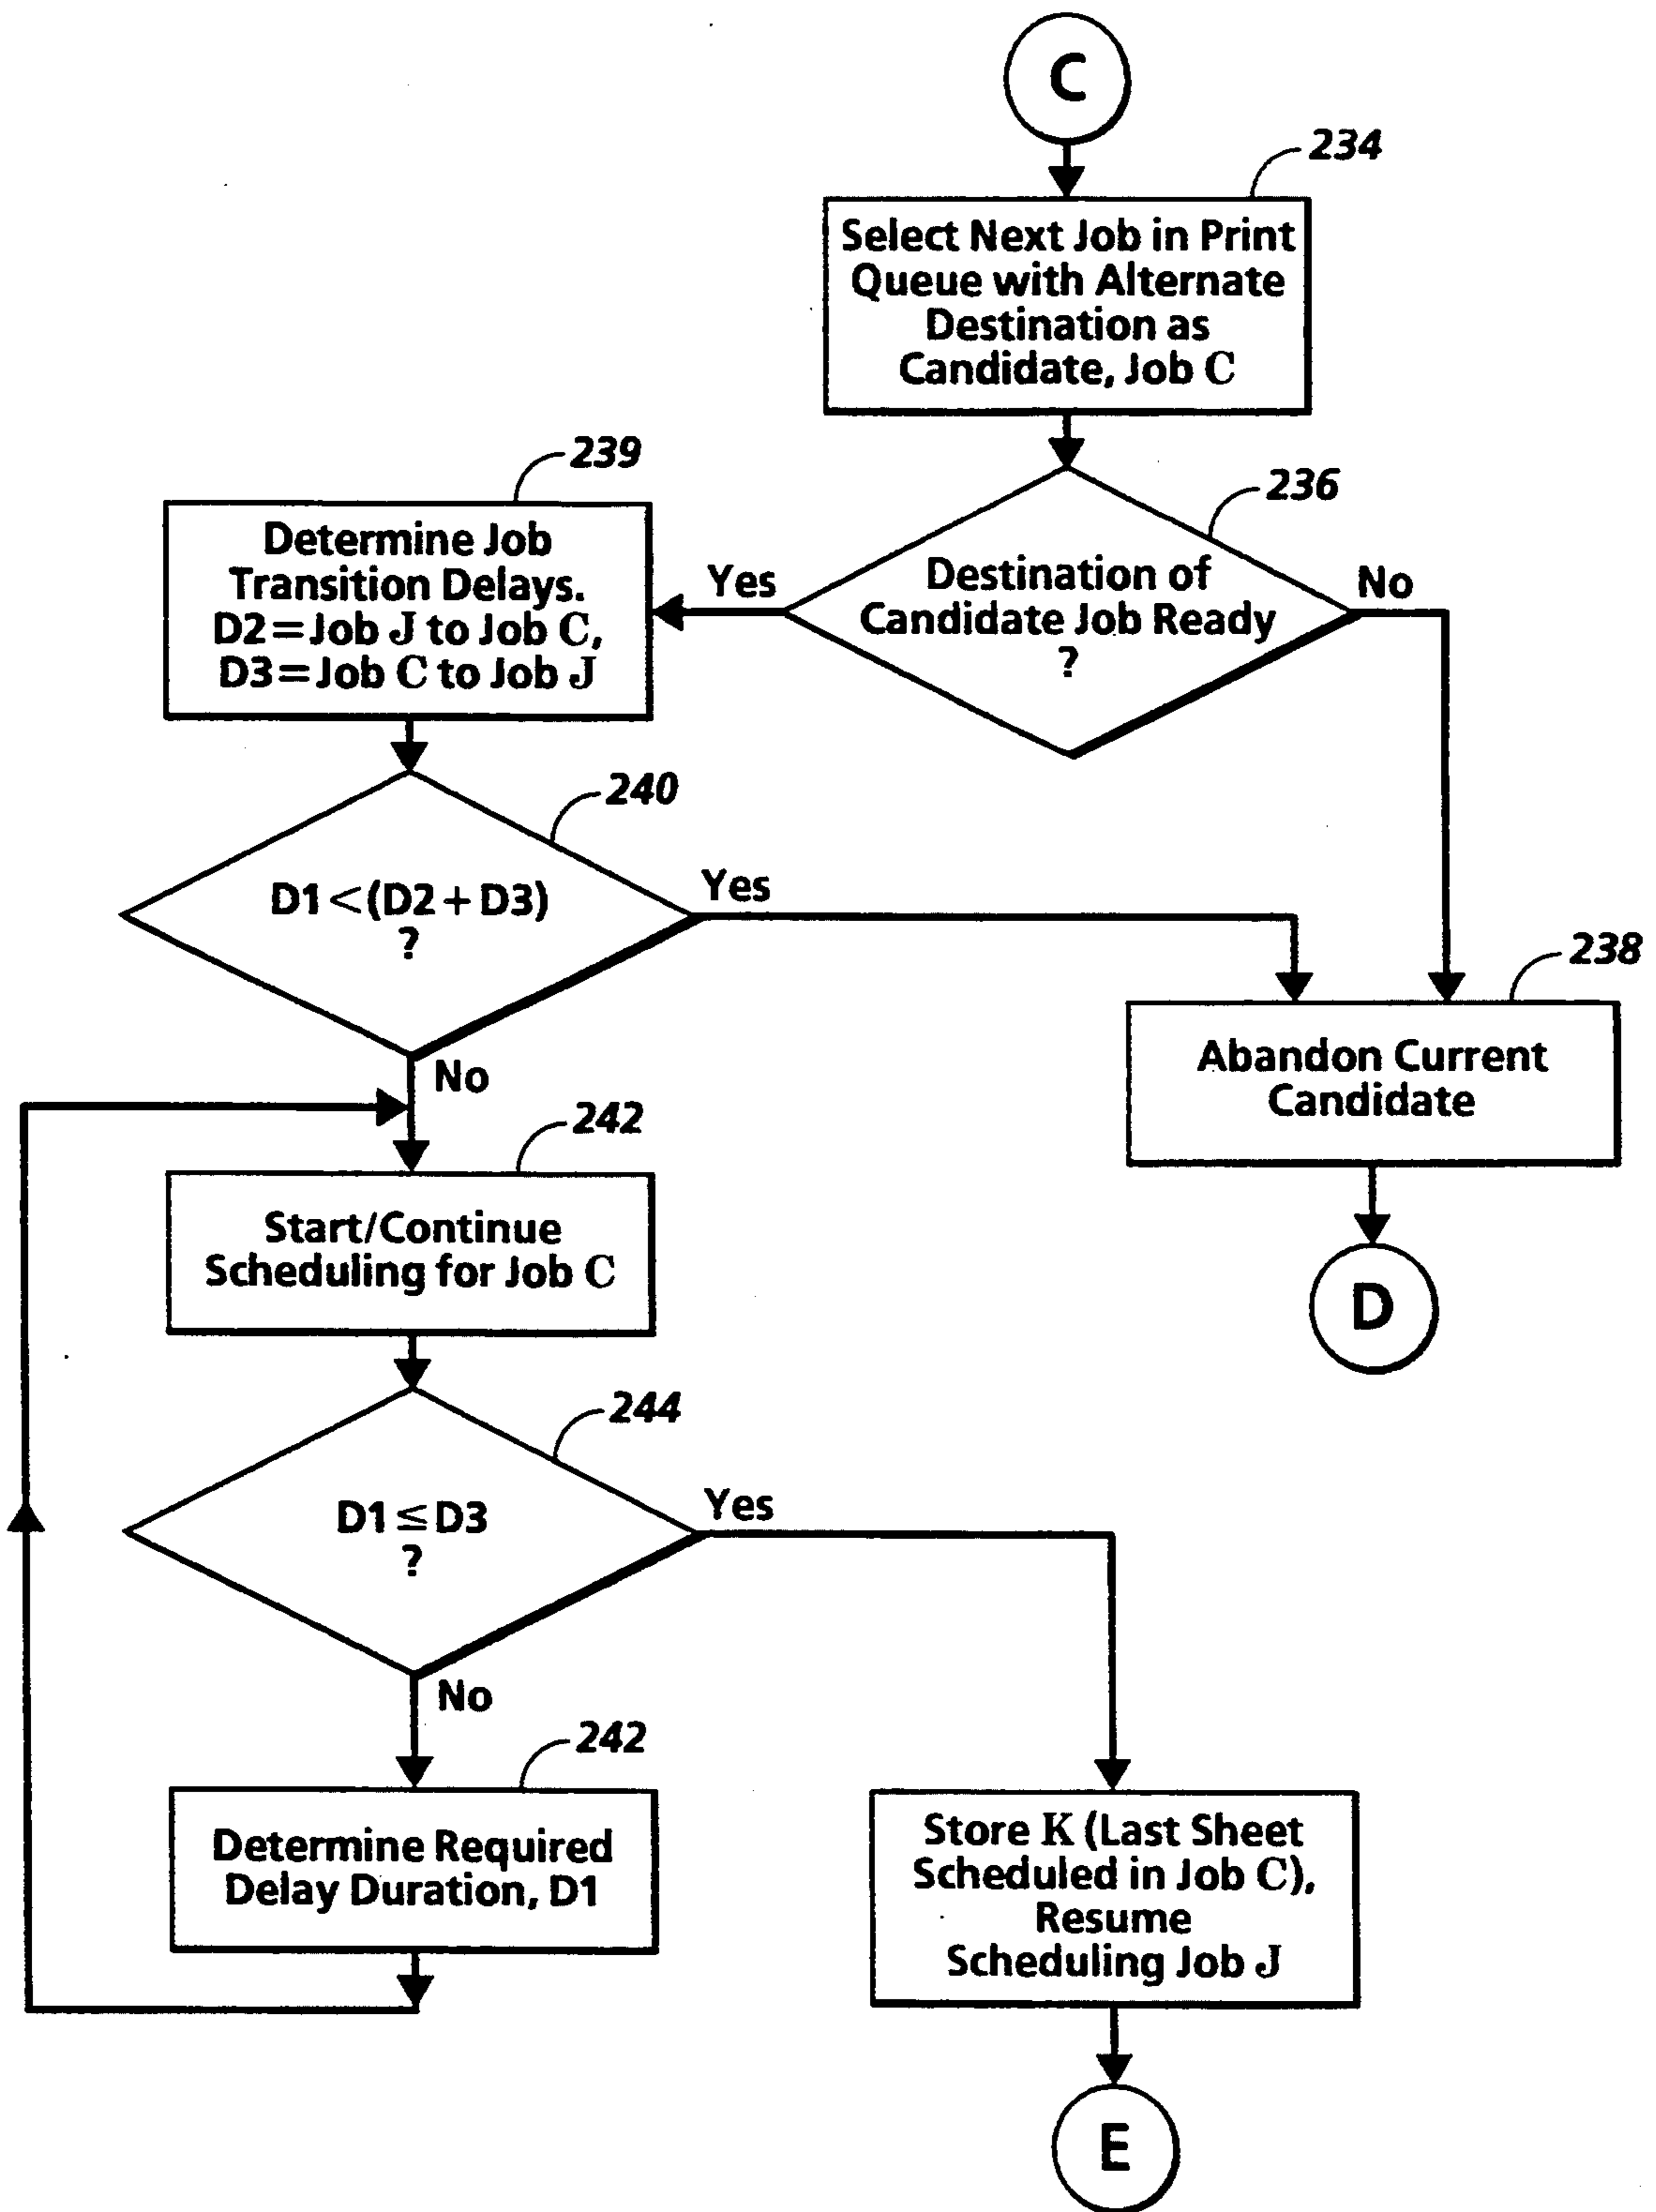 C
234
Select Next Job in Print
Queue with Alternate
Destination as
Candidate, Job C
239
236
Determine Job
Transition Delays.
D2=Job J to Job C,
D3=Job C to Job J
Yes
Destination of
Candidate Job Ready
?
No
240
D1<(D2+D3)
?
Yes
No
238
Abandon Current
Candidate
D
242
Start/Continue
Scheduling for Job C
244
D1≤D3
?
Yes
No
242
Determine Required
Delay Duration, D1
Store K (Last Sheet
Scheduled in Job C),
Resume
Scheduling Job J
E